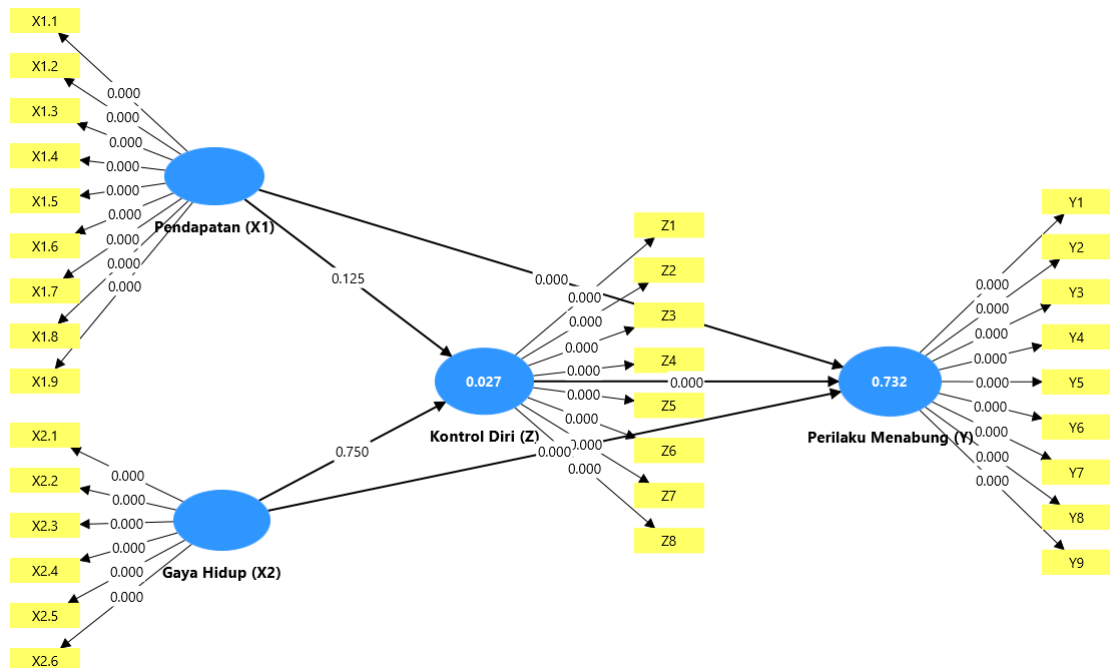 X1.1
X1.2
X1.3
X1.4
X1.5
X1.6
X1.7
X1.8
X1.9
0.000
0.000
0.000
0.000
0.000
0.000
0.000
0.000
0.000
Pendapatan (X1)
0.125
0.000
X2.1
X2.2
X2.3
X2.4
X2.5
X2.6
0.000
0.000
0.000
0.000
0.000
0.000
Gaya Hidup (X2)
0.750
0.000
0.027
Kontrol Diri (Z)
0.000
0.000
0.000
0.000
0.000
0.000
0.000
0.000
0.000
Z1
Z2
Z3
Z4
Z5
Z6
Z7
Z8
0.732
Perilaku Menabung (Y)
0.000
0.000
0.000
0.000
0.000
0.000
0.000
0.000
0.000
Y1
Y2
Y3
Y4
Y5
Y6
Y7
Y8
Y9